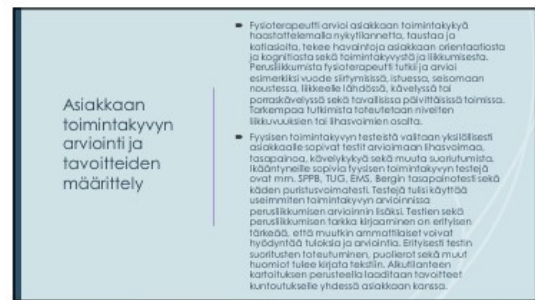 Asiakkaan
toimintakyvyn
arviointi ja
tavoitteiden
määrittely
Fysioterapeutti arvioi asiakkaan toimintakykyä
haastattelemalla nykytilannetta, taustaa ja
kotiasioita, tekee havaintoja asiakkaan orientaatiosta
ja kognitiosta sekä toimintakyvystä ja liikkumisesta.
Perusliikkumista fysioterapeutti tutkii ja arvioi
esimerkiksi vuode siirtymisissä, istuessa, seisomaan
noustessa, liikkeelle lähdössä, kävelyssä tai
porraskävelyssä sekä tavallisissa päivittäisissä toimissa.
Tarkempaa tutkimista toteutetaan nivelten
liikkuvuuksien tai lihasvoimien osalta.
Fyysisen toimintakyvyn testeistä valitaan yksilöllisesti
asiakkaalle sopivat testit arvioimaan lihasvoimaa,
tasapainoa, kävelykykyä sekä muuta suoriutumista.
Ikääntyneille sopivia fyysisen toimintakyvyn testejä
ovat mm. SPPB, TUG, EMS, Bergin tasapainotesti sekä
käden puristusvoimatesti. Testejä tulisi käyttää
useimmiten toimintakyvyn arvioinnissa
perusliikkumisen arvioinnin lisäksi. Testien sekä
perusliikkumisen tarkka kirjaaminen on erityisen
tärkeää, että muutkin ammattilaiset voivat
hyödyntää tuloksia ja arviointia. Erityisesti testin
suoritusten toteutuminen, puolierot sekä muut
huomiot tulee kirjata tekstiin. Alkutilanteen
kartoituksen perusteella laaditaan tavoitteet
kuntoutukselle yhdessä asiakkaan kanssa.